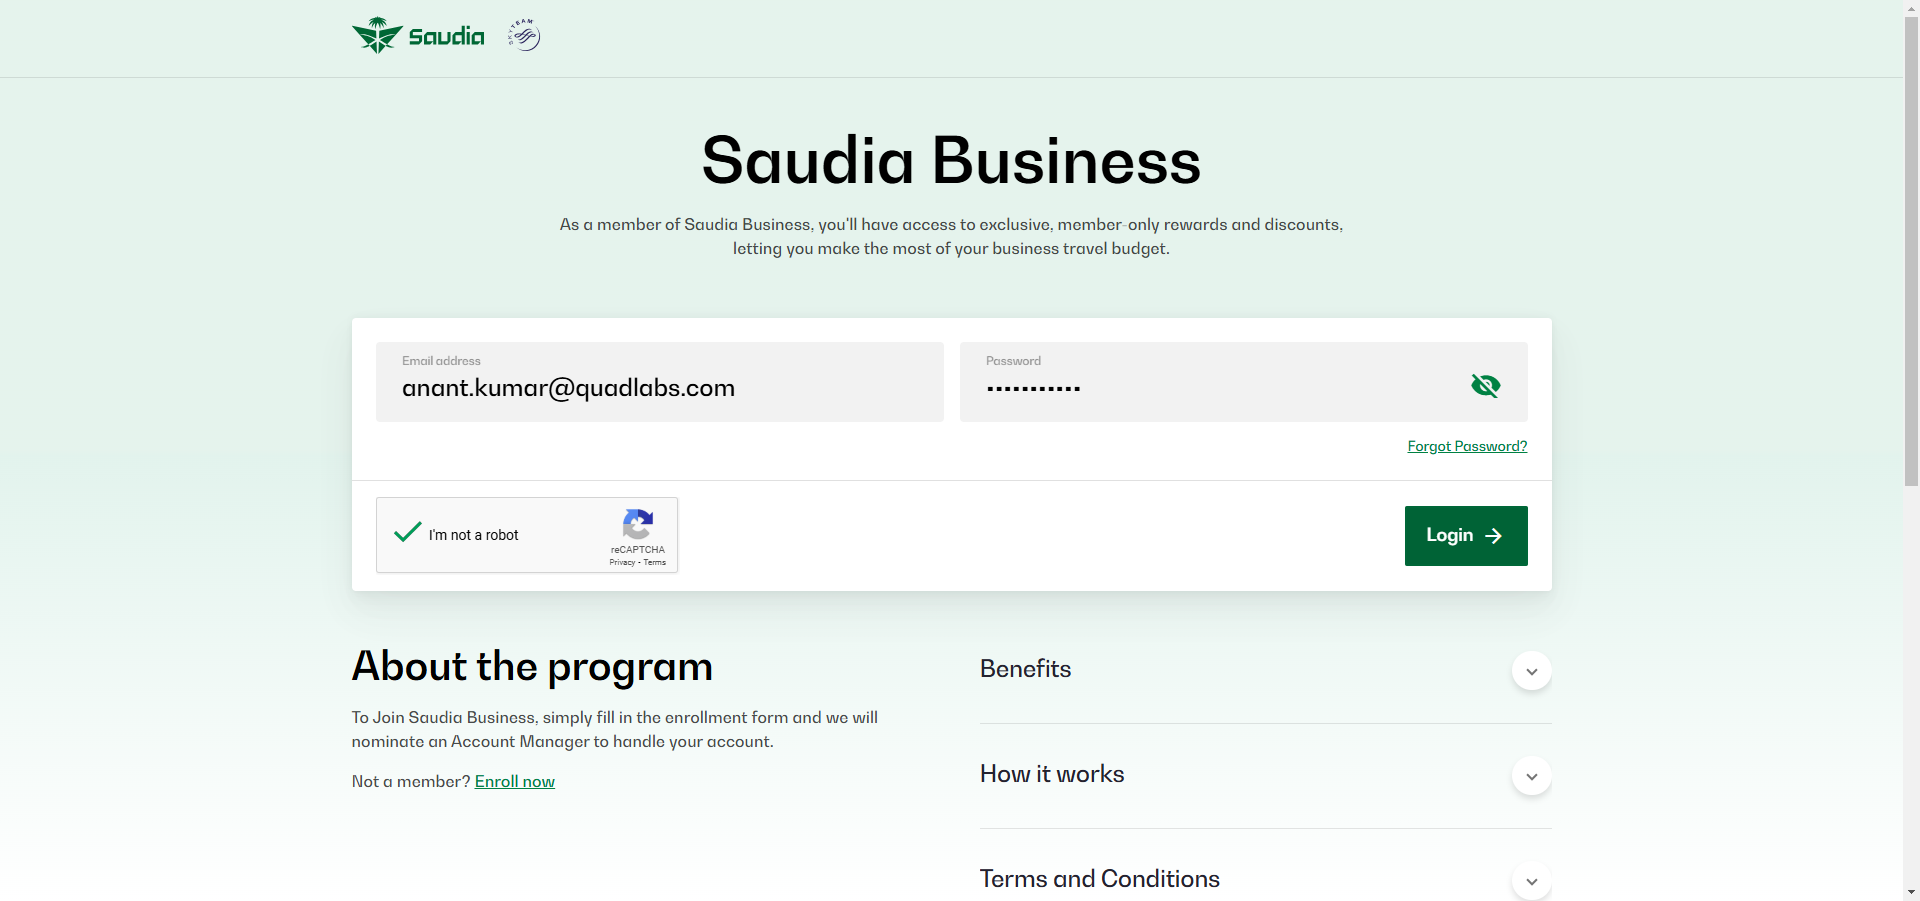 Saudia
SKYTEAM
Saudia Business
As a member of Saudia Business, you'll have access to exclusive, member-only rewards and discounts,
letting you make the most of your business travel budget.
Email address
anant.kumar@quadlabs.com
Password
Forgot Password?
I'm not a robot
reCAPTCHA
Privacy - Terms
Login
About the program
To Join Saudia Business, simply fill in the enrollment form and we will
nominate an Account Manager to handle your account.
Not a member? Enroll now
Benefits
How it works
Terms and Conditions